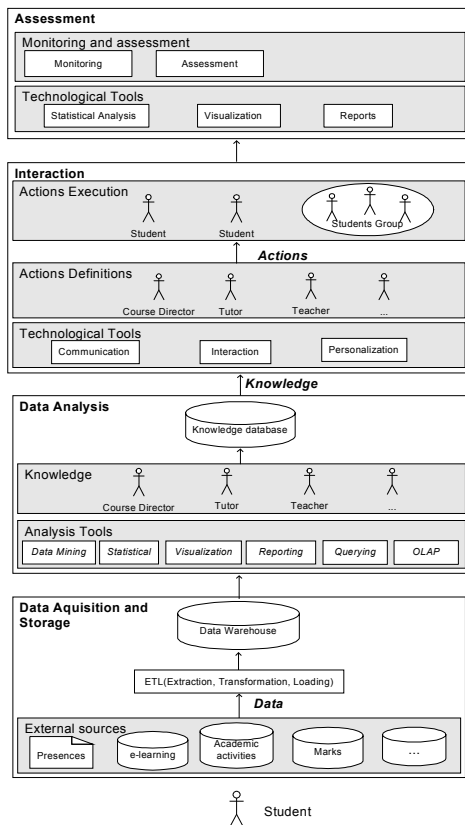 Assessment
Monitoring and assessment
Monitoring
Assessment
Technological Tools
Statistical Analysis
Visualization
Reports
Interaction
Actions Execution
Student
Student
Students Group
Actions
Actions Definitions
Course Director
Tutor
Teacher
...
Technological Tools
Communication
Interaction
Personalization
Knowledge
Data Analysis
Knowledge database
Knowledge
Course Director
Tutor
Teacher
...
Analysis Tools
Data Mining
Statistical
Visualization
Reporting
Querying
OLAP
Data Aquisition and
Storage
Data Warehouse
ETL(Extraction, Transformation, Loading)
Data
External sources
Presences
e-learning
Academic
activities
Marks
...
Student